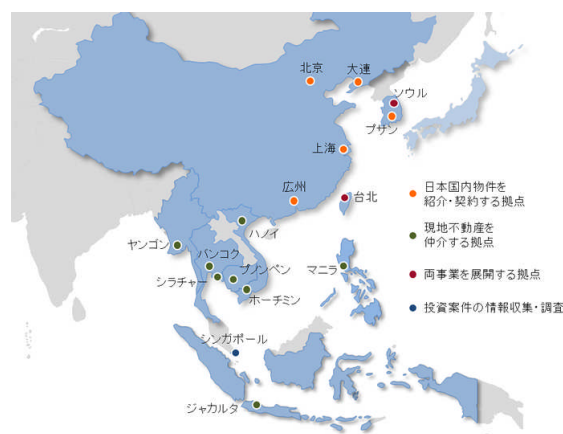 北京
大連
ソウル
プサン
上海
広州
台北
日本国内物件を
紹介・契約する拠点
ハノイ
現地不動産を
仲介する拠点
ヤンゴン
バンコク
プノンペン
マニラ
シラチャー
両事業を展開する拠点
ホーチミン
投資案件の情報収集・調査
シンガポール
ジャカルタ